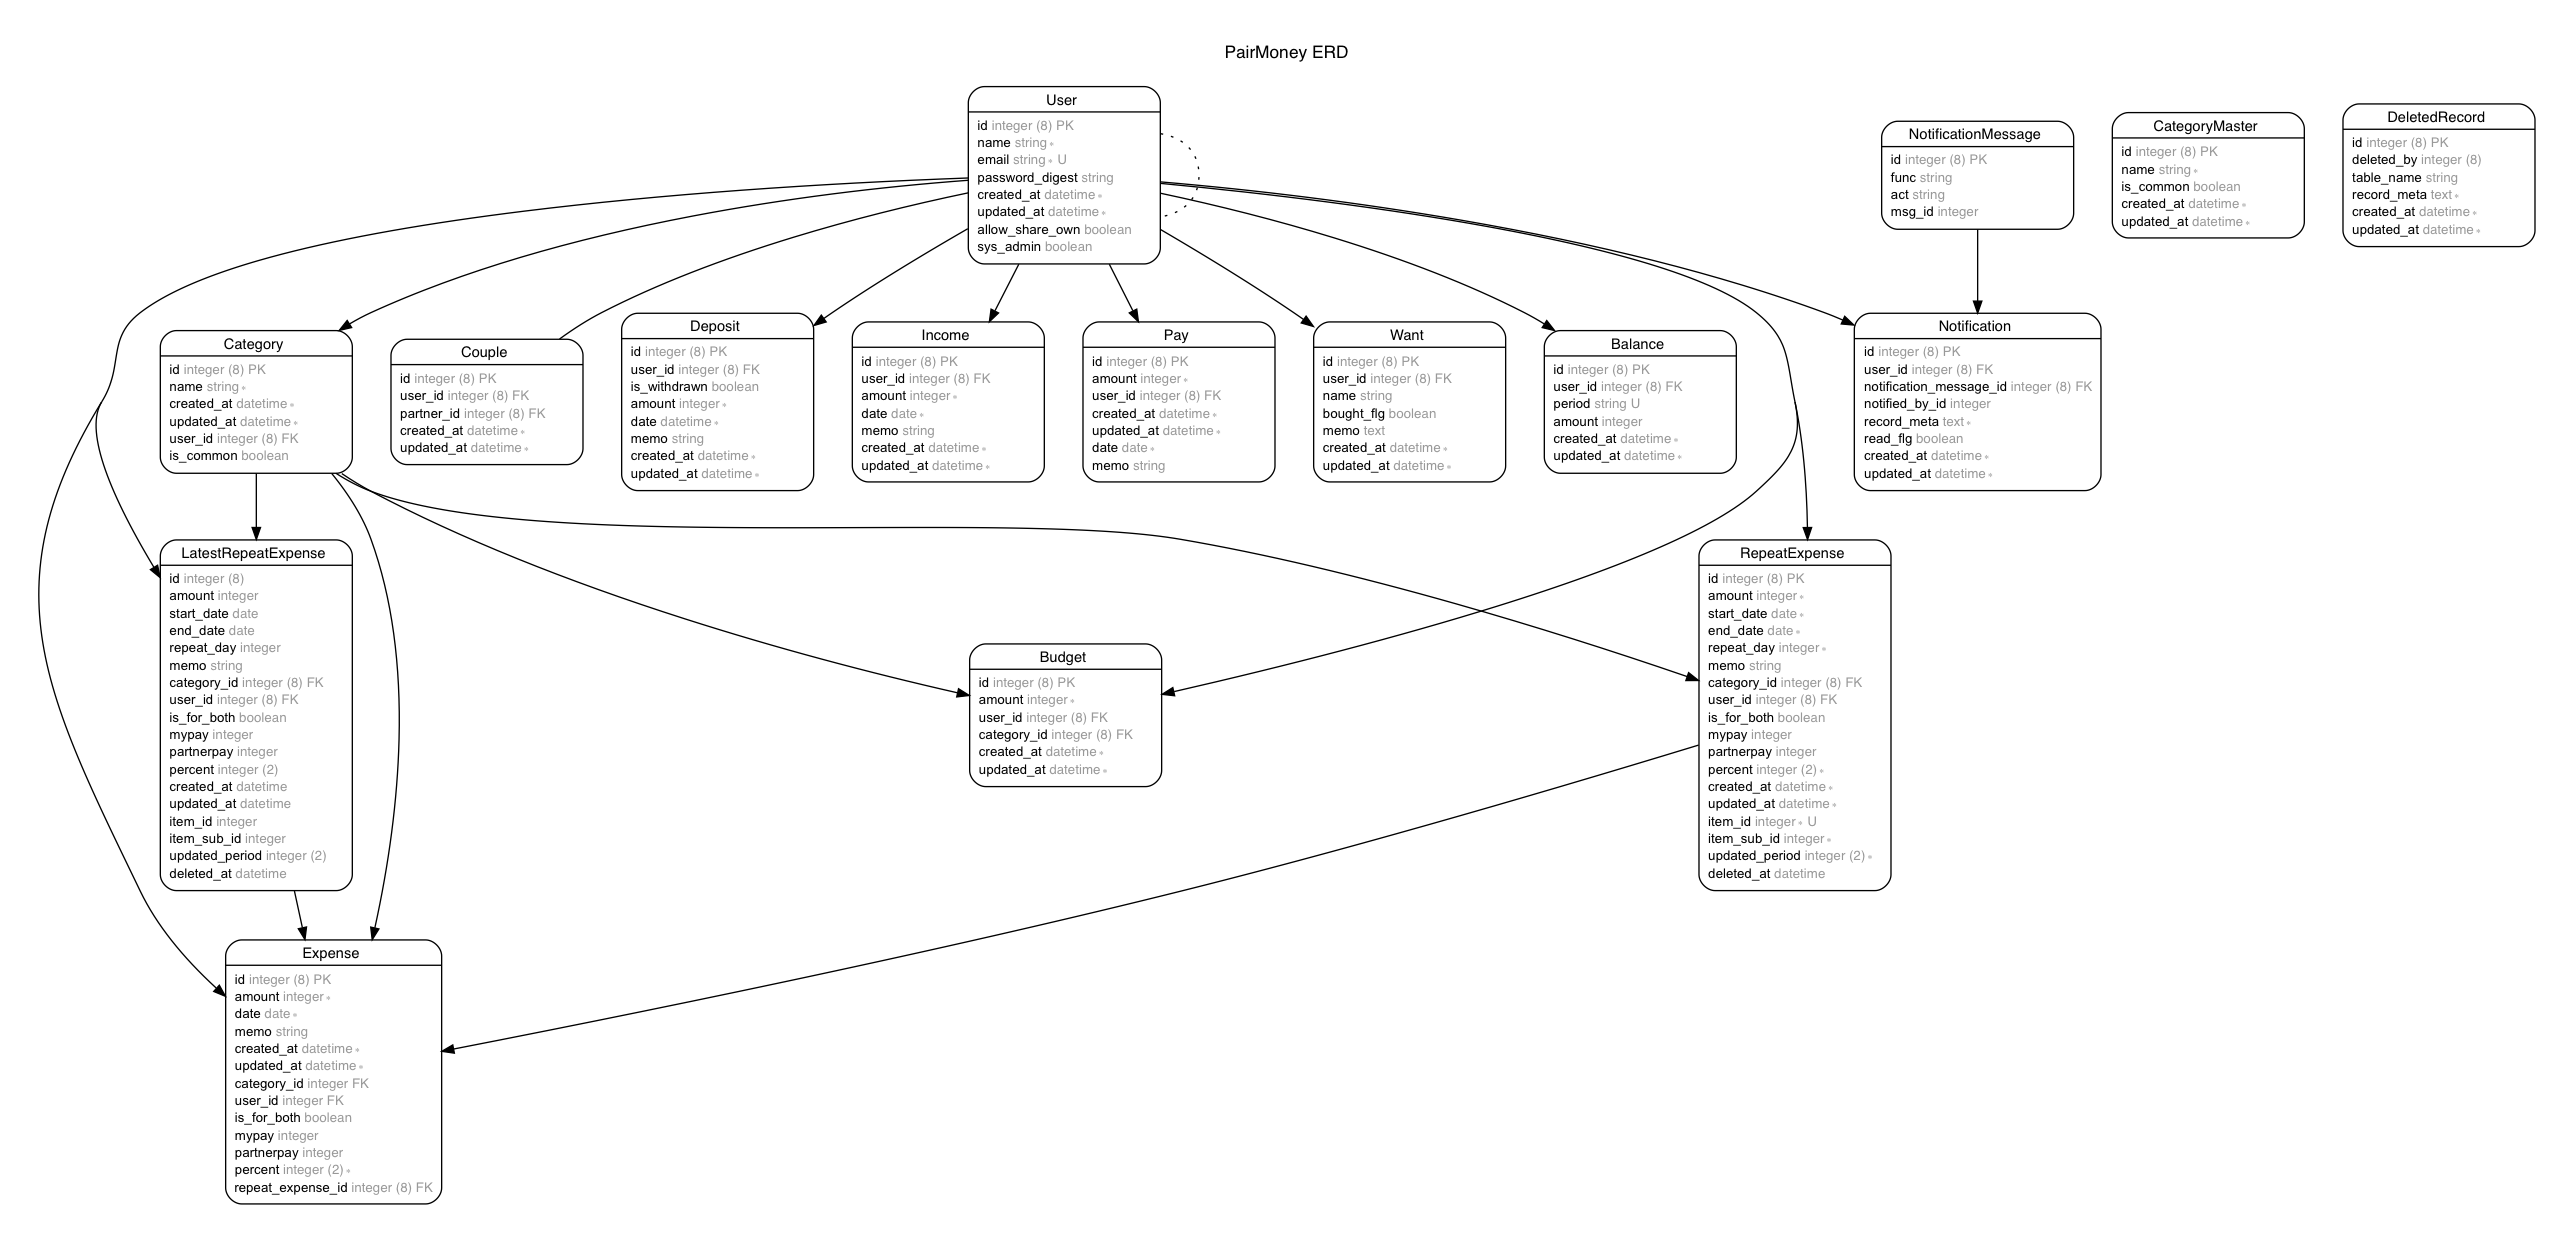 PairMoney ERD
User
id integer (8) PK
name string ∗
email string ∗ U
password_digest string
created_at datetime ∗
updated_at datetime ∗
allow_share_own boolean
sys_admin boolean
NotificationMessage
id integer (8) PK
func string
act string
msg_id integer
CategoryMaster
id integer (8) PK
name string ∗
is_common boolean
created_at datetime ∗
updated_at datetime ∗
DeletedRecord
id integer (8) PK
deleted_by integer (8)
table_name string
record_meta text ∗
created_at datetime ∗
updated_at datetime ∗
Category
id integer (8) PK
name string ∗
created_at datetime ∗
updated_at datetime ∗
user_id integer (8) FK
is_common boolean
Couple
id integer (8) PK
user_id integer (8) FK
partner_id integer (8) FK
created_at datetime ∗
updated_at datetime ∗
Deposit
id integer (8) PK
user_id integer (8) FK
is_withdrawn boolean
amount integer ∗
date datetime ∗
memo string
created_at datetime ∗
updated_at datetime ∗
Income
id integer (8) PK
user_id integer (8) FK
amount integer ∗
date date ∗
memo string
created_at datetime ∗
updated_at datetime ∗
Pay
id integer (8) PK
amount integer ∗
user_id integer (8) FK
created_at datetime ∗
updated_at datetime ∗
date date ∗
memo string
Want
id integer (8) PK
user_id integer (8) FK
name string
bought_flg boolean
memo text
created_at datetime ∗
updated_at datetime ∗
Balance
id integer (8) PK
user_id integer (8) FK
period string U
amount integer
created_at datetime ∗
updated_at datetime ∗
Notification
id integer (8) PK
user_id integer (8) FK
notification_message_id integer (8) FK
notified_by_id integer
record_meta text ∗
read_flg boolean
created_at datetime ∗
updated_at datetime ∗
LatestRepeatExpense
id integer (8)
amount integer
start_date date
end_date date
repeat_day integer
memo string
category_id integer (8) FK
user_id integer (8) FK
is_for_both boolean
mypay integer
partnerpay integer
percent integer (2)
created_at datetime
updated_at datetime
item_id integer
item_sub_id integer
updated_period integer (2)
deleted_at datetime
Budget
id integer (8) PK
amount integer ∗
user_id integer (8) FK
category_id integer (8) FK
created_at datetime ∗
updated_at datetime ∗
RepeatExpense
id integer (8) PK
amount integer ∗
start_date date ∗
end_date date ∗
repeat_day integer ∗
memo string
category_id integer (8) FK
user_id integer (8) FK
is_for_both boolean
mypay integer
partnerpay integer
percent integer (2) ∗
created_at datetime ∗
updated_at datetime ∗
item_id integer ∗ U
item_sub_id integer ∗
updated_period integer (2) ∗
deleted_at datetime
Expense
id integer (8) PK
amount integer ∗
date date ∗
memo string
created_at datetime ∗
updated_at datetime ∗
category_id integer FK
user_id integer FK
is_for_both boolean
mypay integer
partnerpay integer
percent integer (2) ∗
repeat_expense_id integer (8) FK